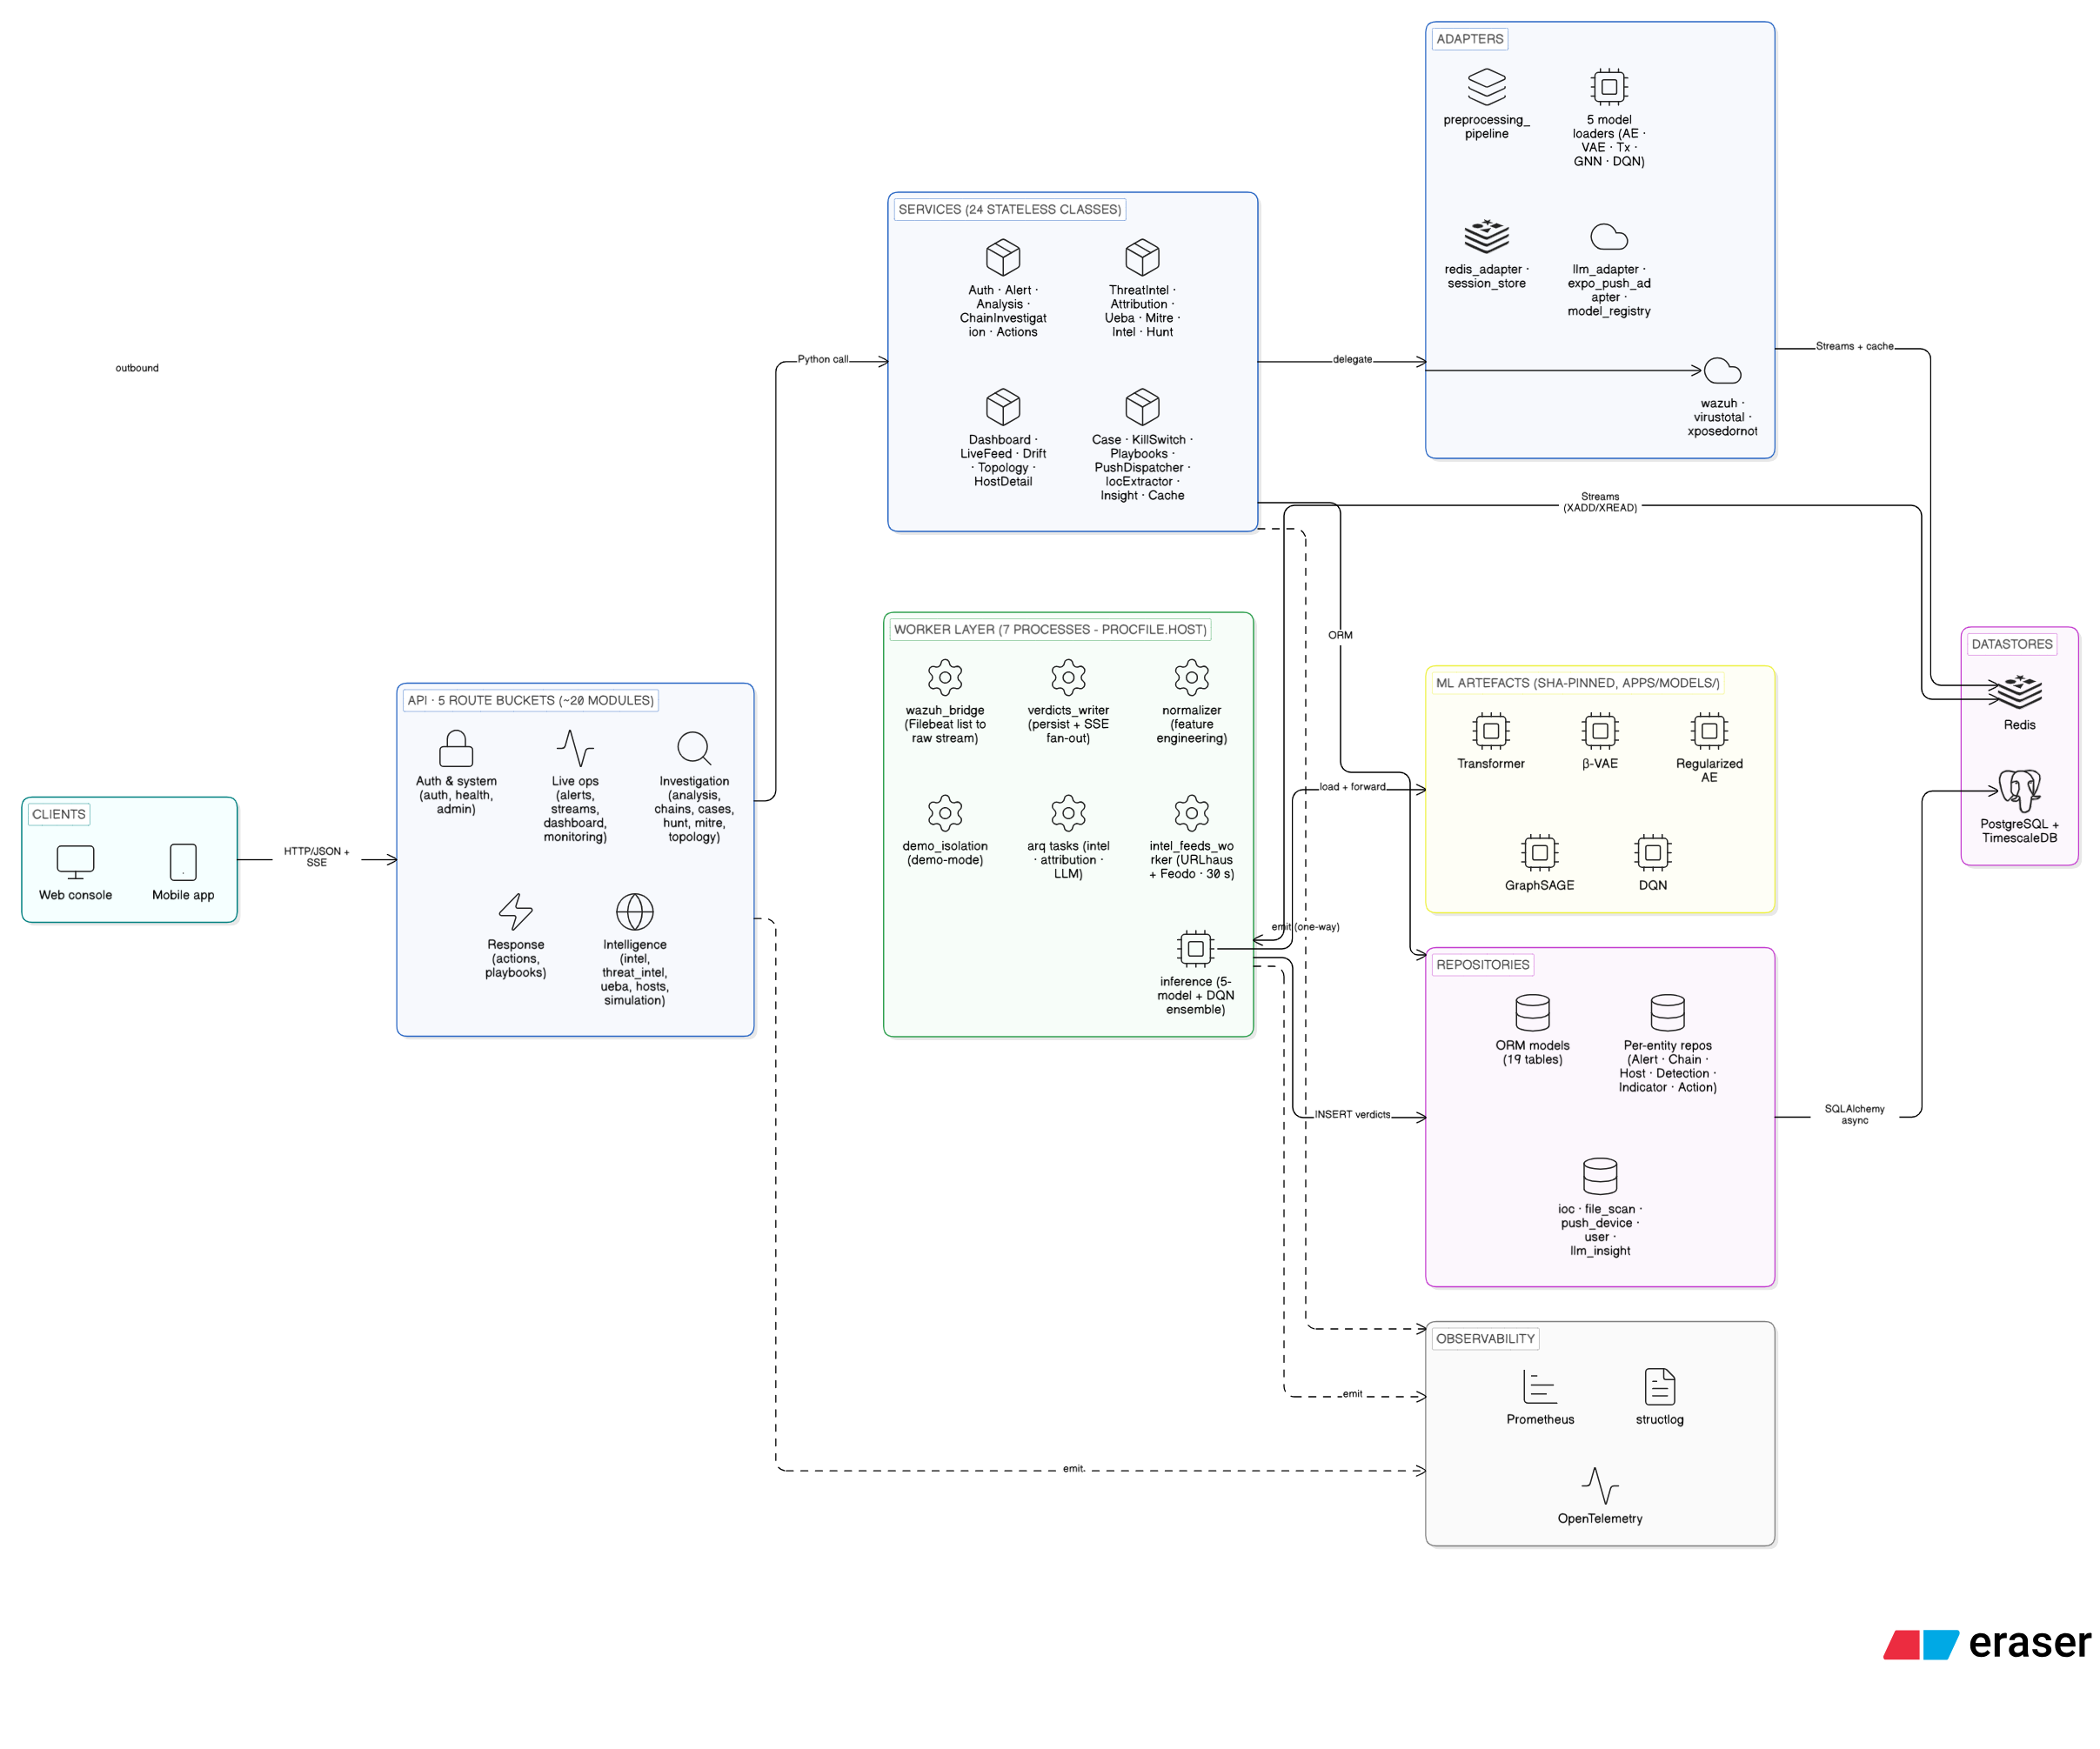 ADAPTERS
preprocessing_
pipeline
5 model
loaders (AE ·
VAE · Tx ·
GNN · DQN)
redis_adapter ·
session_store
llm_adapter ·
expo_push_ad
apter ·
model_registry
wazuh ·
virustotal ·
xposedornot
SERVICES (24 STATELESS CLASSES)
Auth · Alert ·
Analysis ·
ChainInvestigat
ion · Actions
ThreatIntel ·
Attribution ·
Ueba · Mitre ·
Intel · Hunt
Dashboard ·
LiveFeed · Drift
· Topology ·
HostDetail
Case · KillSwitch ·
Playbooks ·
PushDispatcher ·
IocExtractor ·
Insight · Cache
outbound
Python call
delegate
Streams + cache
Streams
(XADD/XREAD)
ORM
WORKER LAYER (7 PROCESSES - PROCFILE.HOST)
wazuh_bridge
(Filebeat list to
raw stream)
verdicts_writer
(persist + SSE
fan-out)
normalizer
(feature
engineering)
demo_isolation
(demo-mode)
arq tasks (intel
· attribution ·
LLM)
intel_feeds_wo
rker (URLhaus
+ Feodo · 30 s)
inference (5-
model + DQN
ensemble)
emit (one-way)
load + forward
INSERT verdicts
API · 5 ROUTE BUCKETS (~20 MODULES)
Auth & system
(auth, health,
admin)
Live ops
(alerts,
streams,
dashboard,
monitoring)
Investigation
(analysis,
chains, cases,
hunt, mitre,
topology)
Response
(actions,
playbooks)
Intelligence
(intel,
threat_intel,
ueba, hosts,
simulation)
CLIENTS
Web console
Mobile app
HTTP/JSON +
SSE
ML ARTEFACTS (SHA-PINNED, APPS/MODELS/)
Transformer
β-VAE
Regularized
AE
GraphSAGE
DQN
DATASTORES
Redis
PostgreSQL +
TimescaleDB
REPOSITORIES
ORM models
(19 tables)
Per-entity repos
(Alert · Chain ·
Host · Detection ·
Indicator · Action)
ioc · file_scan ·
push_device ·
user ·
llm_insight
SQLAlchemy
async
OBSERVABILITY
Prometheus
structlog
OpenTelemetry
emit
emit
eraser